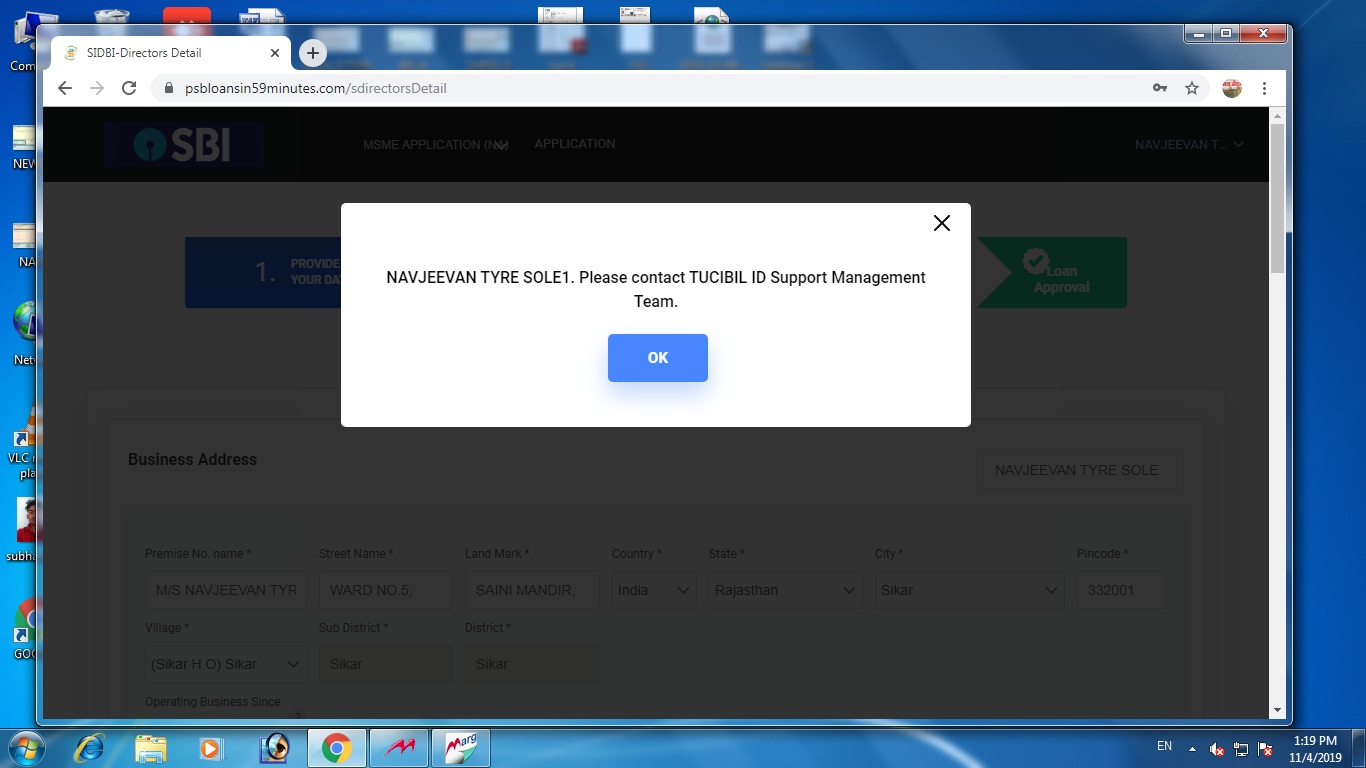 SIDBI-Directors Detail
psbloansin59minutes.com/sdirectorsDetail
SBI
MSME APPLICATION
APPLICATION
NAVJEEVAN T...
1.
PROVIDE
YOUR DAT
Loan
Approval
NAVJEEVAN TYRE SOLE1. Please contact TUCIBIL ID Support Management
Team.
OK
Business Address
NAVJEEVAN TYRE SOLE
Premise No. name * Street Name * Land Mark * Country * State * City * Pincode *
M/S NAVJEEVAN TYR WARD NO.5, SAINI MANDIR, India Rajasthan Sikar 332001
Village * Sub District * District *
(Sikar H.O) Sikar Sikar Sikar
Operating Business Since
Com
NEW
NA
Net
VLC
pla
subha
GOO
Marg
EN
1:19 PM
11/4/2019